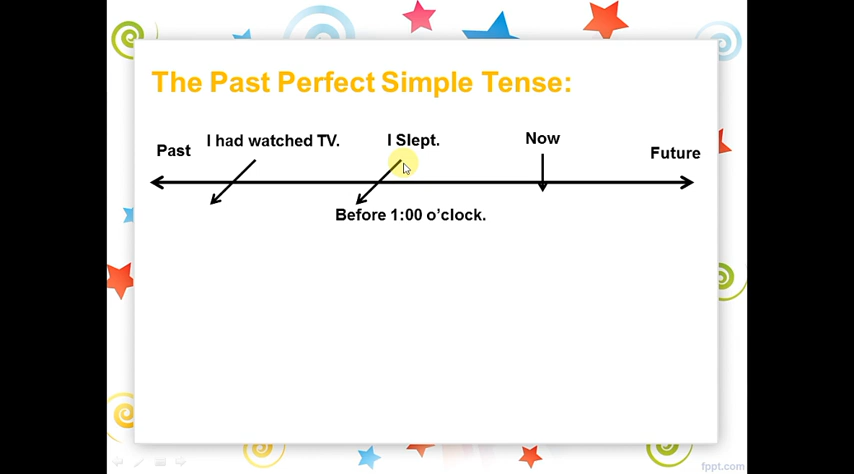 The Past Perfect Simple Tense:
Past
I had watched TV.
I Slept.
Now
Future
Before 1:00 o’clock.
fppt.com